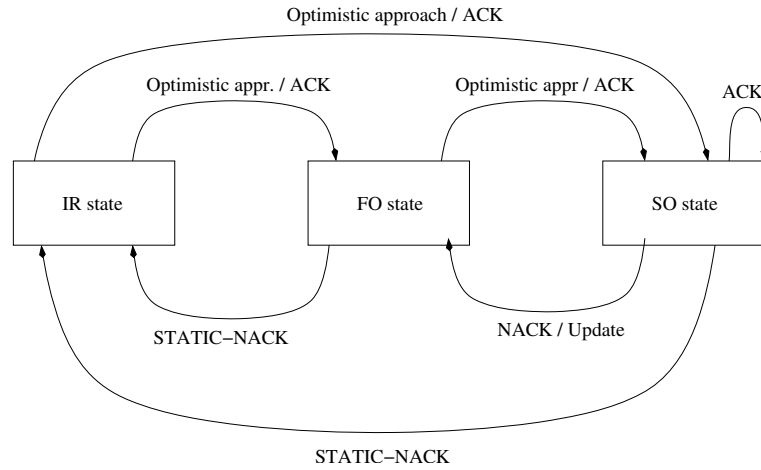 Optimistic approach / ACK
Optimistic appr. / ACK
Optimistic appr / ACK
ACK
IR state
FO state
SO state
STATIC−NACK
NACK / Update
STATIC−NACK